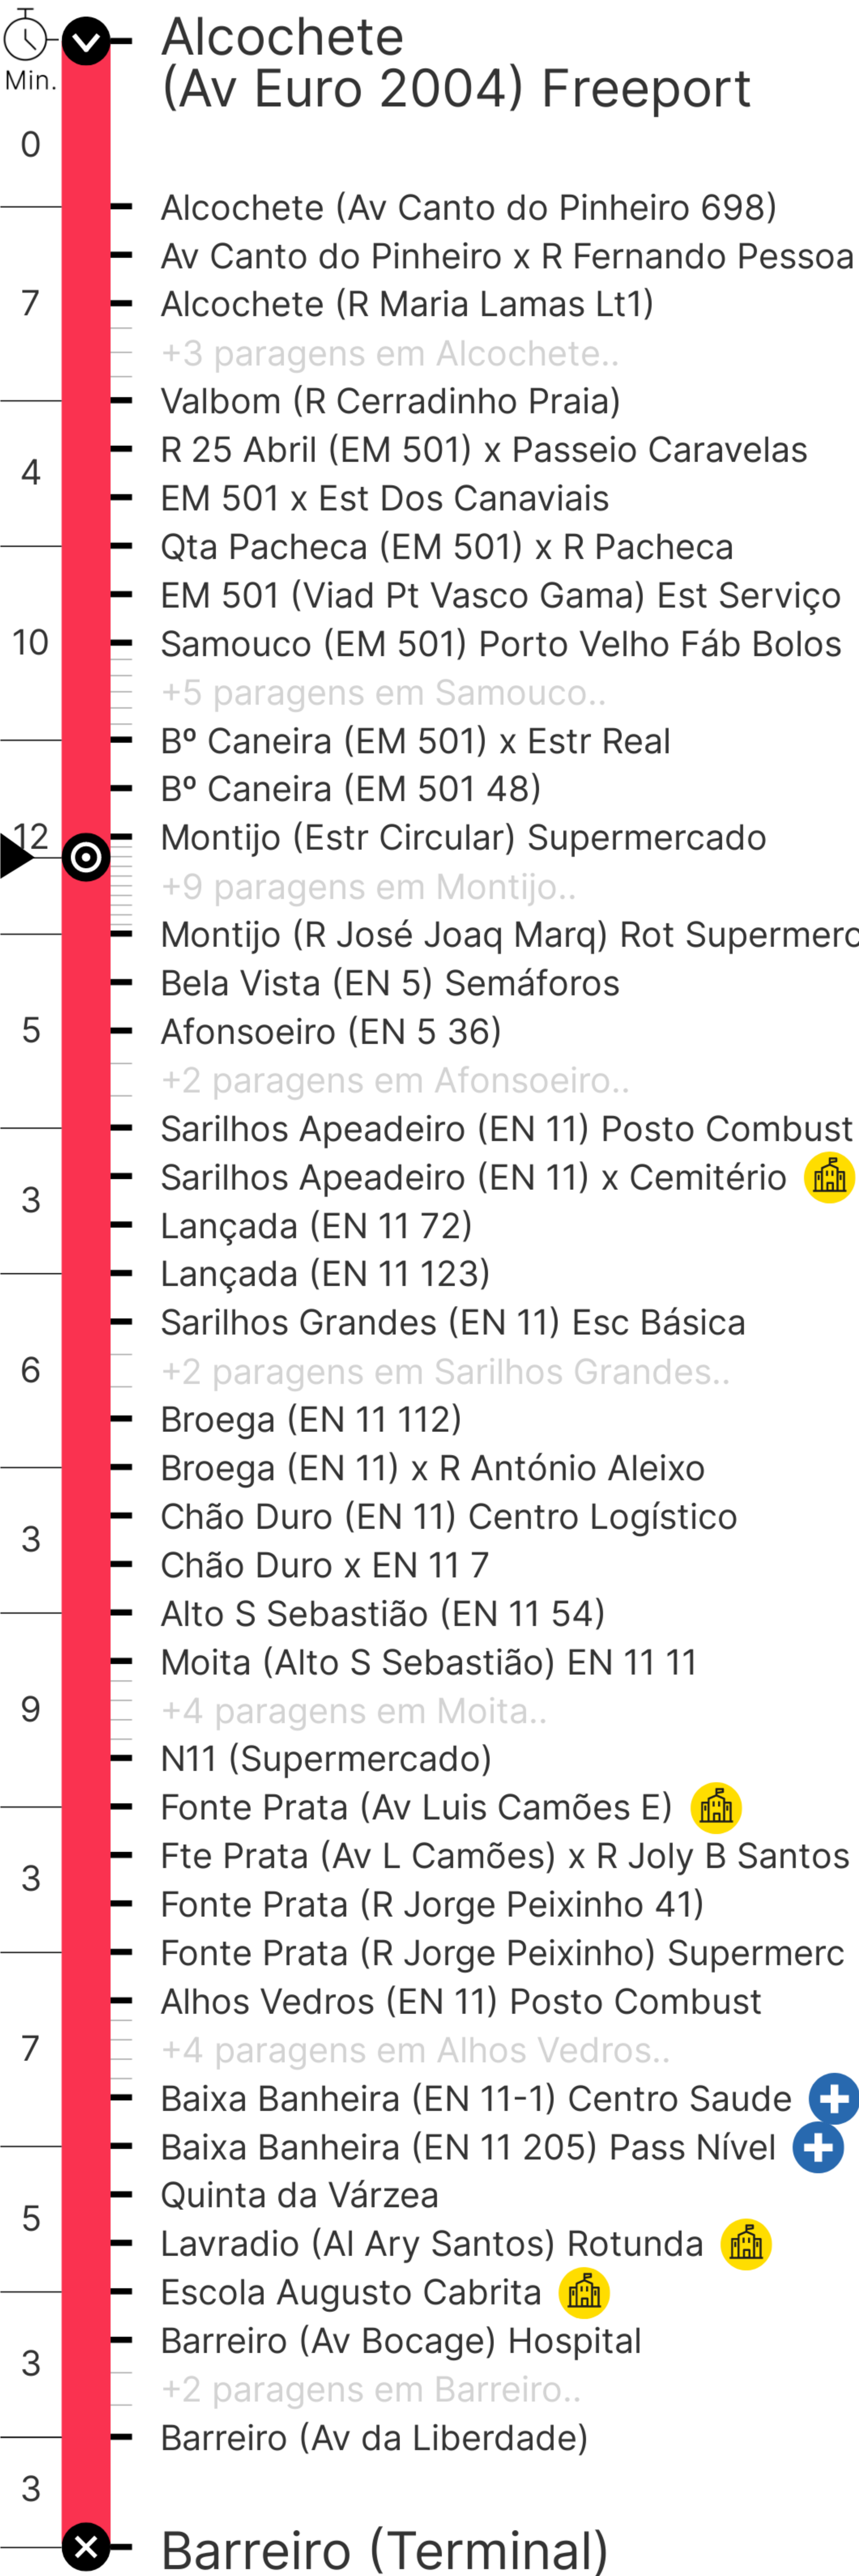 Alcochete
(Av Euro 2004) Freeport
Min.
0
Alcochete (Av Canto do Pinheiro 698)
Av Canto do Pinheiro x R Fernando Pessoa
7
Alcochete (R Maria Lamas Lt1)
+3 paragens em Alcochete..
Valbom (R Cerradinho Praia)
R 25 Abril (EM 501) x Passeio Caravelas
4
EM 501 x Est Dos Canaviais
Qta Pacheca (EM 501) x R Pacheca
EM 501 (Viad Pt Vasco Gama) Est Serviço
10
Samouco (EM 501) Porto Velho Fáb Bolos
+5 paragens em Samouco..
Bº Caneira (EM 501) x Estr Real
Bº Caneira (EM 501 48)
12
Montijo (Estr Circular) Supermercado
+9 paragens em Montijo..
Montijo (R José Joaq Marq) Rot Supermerc
Bela Vista (EN 5) Semáforos
5
Afonsoeiro (EN 5 36)
+2 paragens em Afonsoeiro..
Sarilhos Apeadeiro (EN 11) Posto Combust
Sarilhos Apeadeiro (EN 11) x Cemitério
3
Lançada (EN 11 72)
Lançada (EN 11 123)
Sarilhos Grandes (EN 11) Esc Básica
6
+2 paragens em Sarilhos Grandes..
Broega (EN 11 112)
Broega (EN 11) x R António Aleixo
Chão Duro (EN 11) Centro Logístico
3
Chão Duro x EN 11 7
Alto S Sebastião (EN 11 54)
Moita (Alto S Sebastião) EN 11 11
9
+4 paragens em Moita..
N11 (Supermercado)
Fonte Prata (Av Luis Camões E)
Fte Prata (Av L Camões) x R Joly B Santos
3
Fonte Prata (R Jorge Peixinho 41)
Fonte Prata (R Jorge Peixinho) Supermerc
Alhos Vedros (EN 11) Posto Combust
7
+4 paragens em Alhos Vedros..
Baixa Banheira (EN 11-1) Centro Saude
Baixa Banheira (EN 11 205) Pass Nível
Quinta da Várzea
5
Lavradio (Al Ary Santos) Rotunda
Escola Augusto Cabrita
Barreiro (Av Bocage) Hospital
3
+2 paragens em Barreiro..
Barreiro (Av da Liberdade)
3
Barreiro (Terminal)